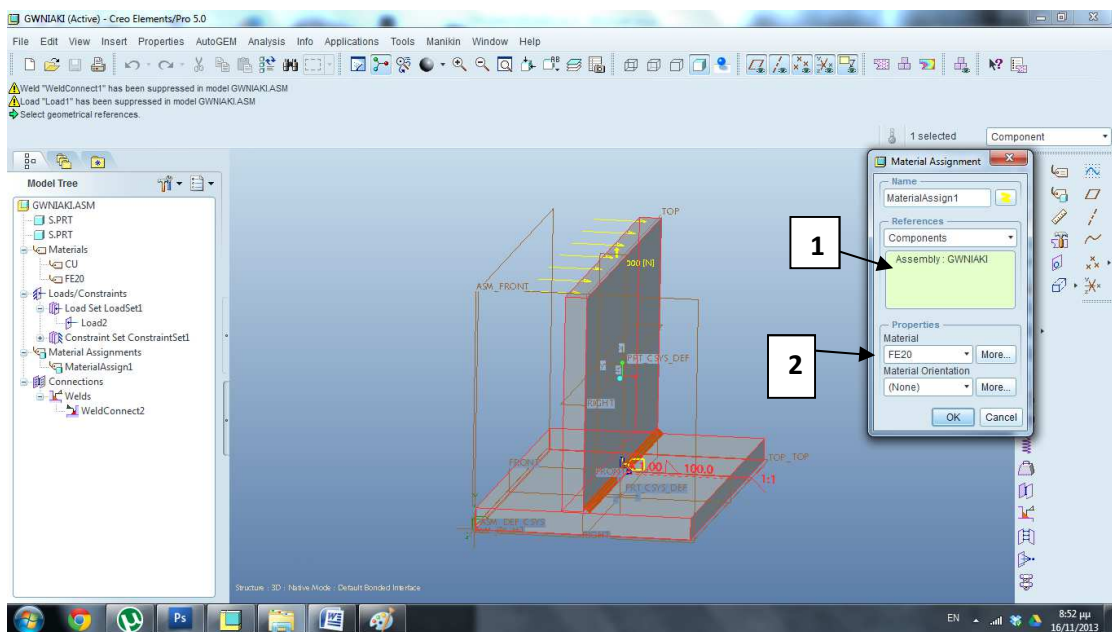 GWNIAKI (Active) - Creo Elements/Pro 5.0
File Edit View Insert Properties AutoGEM Analysis Info Applications Tools Manikin Window Help
Weld "WeldConnect1" has been suppressed in model GWNIAKI.ASM
Load "Load1" has been suppressed in model GWNIAKI.ASM
Select geometrical references.
1 selected Component
Model Tree
GWNIAKI.ASM
S.PRT
S.PRT
Materials
CU
FE20
Loads/Constraints
Load Set LoadSet1
Load2
Constraint Set ConstraintSet1
Material Assignments
MaterialAssign1
Connections
Welds
WeldConnect2
TOP
500 [N]
ASM_FRONT
PRT_CSYS_DEF
RIGHT
FRONT
TOP_TOP
100.0
1:1
PRT_CSYS_DEF
ASM_DEF_CSYS
Structure : 3D : Native Mode : Default Bonded Interface
Material Assignment
Name
MaterialAssign1
References
Components
Assembly : GWNIAKI
Properties
Material
FE20 More...
Material Orientation
(None) More...
OK Cancel
1
2
Ps
EN 8:52 μμ
16/11/2013